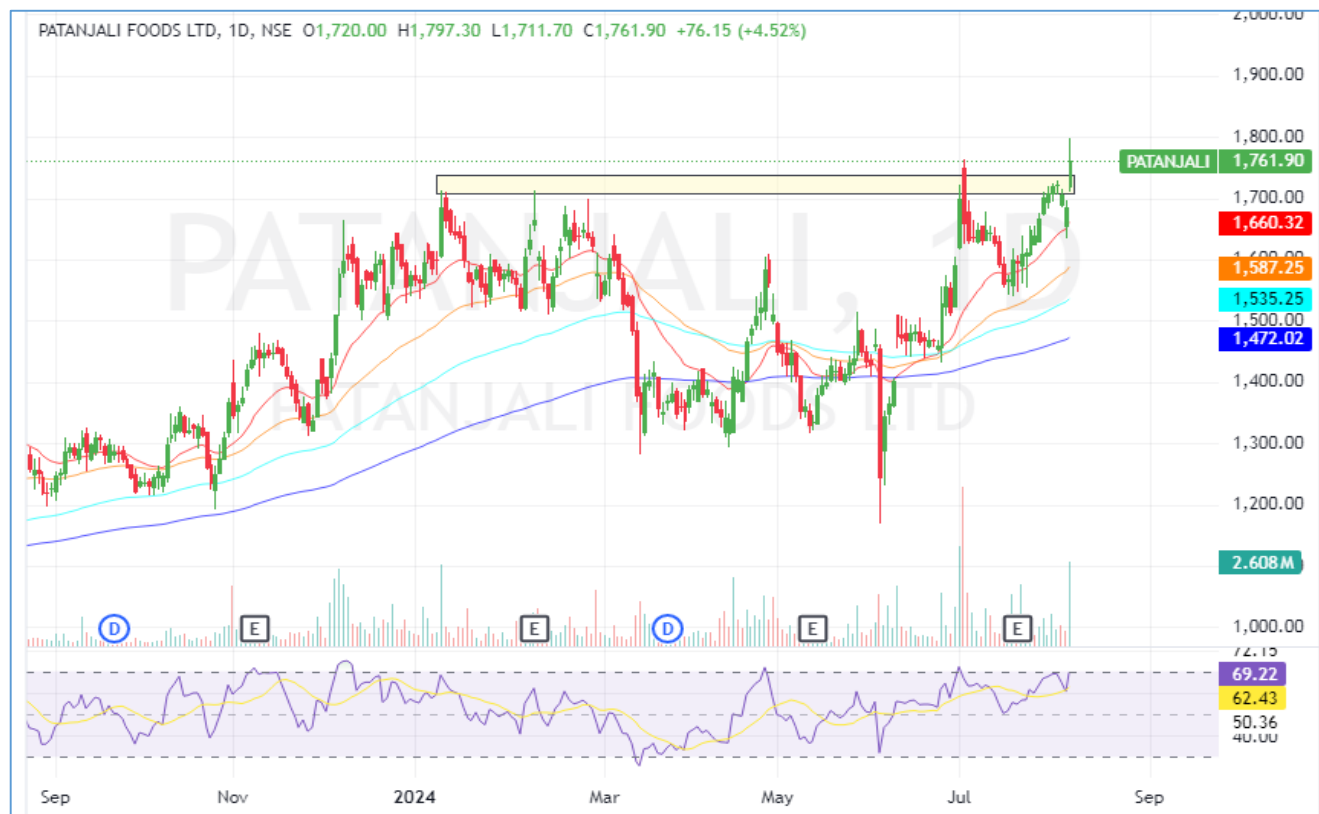 PATANJALI FOODS LTD, 1D, NSE O1,720.00 H1,797.30 L1,711.70 C1,761.90 +76.15 (+4.52%)
2,000.00
1,900.00
1,800.00
PATANJALI 1,761.90
1,700.00
1,660.32
1,600.00
1,587.25
1,535.25
1,500.00
1,472.02
1,400.00
1,300.00
1,200.00
2.608M
1,000.00
PATANJALI, 1D
PATANJALI FOODS LTD
D E E D E E
72.15
69.22
62.43
50.36
40.00
Sep Nov 2024 Mar May Jul Sep